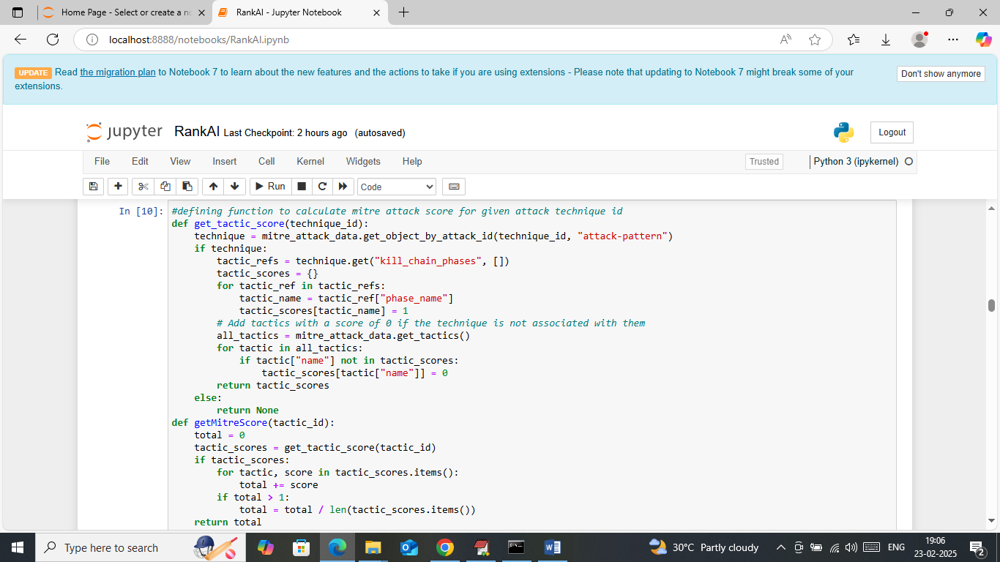 Home Page - Select or create a no
RankAI - Jupyter Notebook
localhost:8888/notebooks/RankAI.ipynb
UPDATE Read the migration plan to Notebook 7 to learn about the new features and the actions to take if you are using extensions - Please note that updating to Notebook 7 might break some of your
extensions.
Don't show anymore
jupyter RankAI Last Checkpoint: 2 hours ago (autosaved)
Logout
File Edit View Insert Cell Kernel Widgets Help
Trusted
Python 3 (ipykernel)
Run
Code
In [10]:
#defining function to calculate mitre attack score for given attack technique id
def get_tactic_score(technique_id):
    technique = mitre_attack_data.get_object_by_attack_id(technique_id, "attack-pattern")
    if technique:
        tactic_refs = technique.get("kill_chain_phases", [])
        tactic_scores = {}
        for tactic_ref in tactic_refs:
            tactic_name = tactic_ref["phase_name"]
            tactic_scores[tactic_name] = 1
        # Add tactics with a score of 0 if the technique is not associated with them
        all_tactics = mitre_attack_data.get_tactics()
        for tactic in all_tactics:
            if tactic["name"] not in tactic_scores:
                tactic_scores[tactic["name"]] = 0
        return tactic_scores
    else:
        return None
def getMitreScore(tactic_id):
    total = 0
    tactic_scores = get_tactic_score(tactic_id)
    if tactic_scores:
        for tactic, score in tactic_scores.items():
            total += score
        if total > 1:
            total = total / len(tactic_scores.items())
    return total
Type here to search
30°C Partly cloudy
ENG
19:06
23-02-2025
2